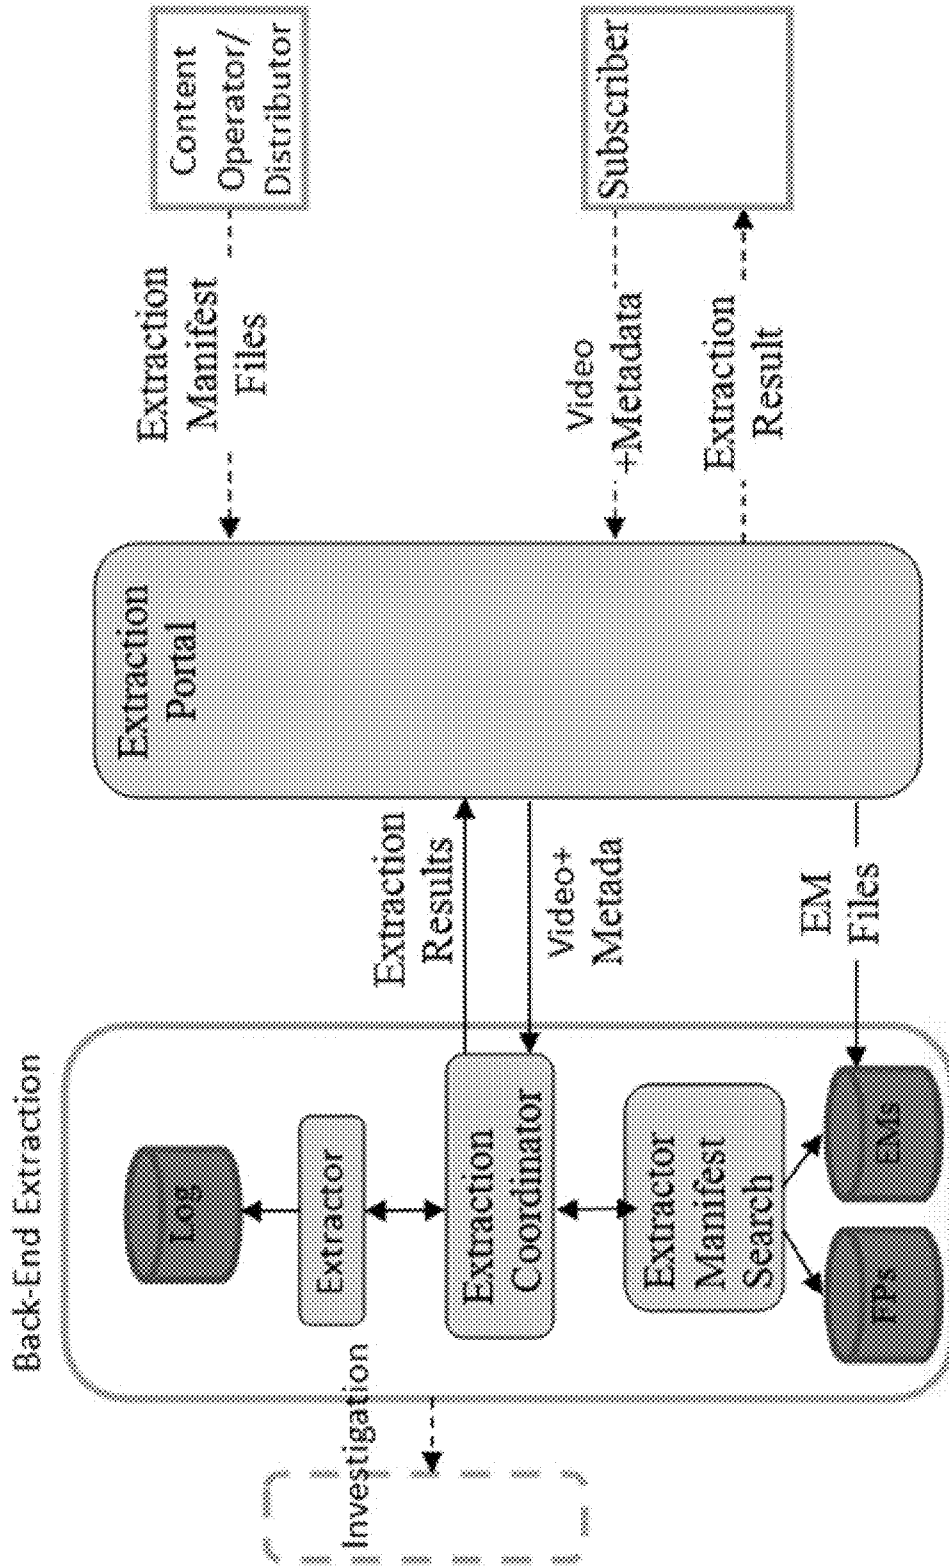 Back-End Extraction
Investigation
Log
Extractor
Extraction
Coordinator
Extractor
Manifest
Search
FPs
EMs
Extraction
Results
Video+
Metada
EM
Files
Extraction
Portal
Extraction
Manifest
Files
Video
+Metadata
Extraction
Result
Content
Operator/
Distributor
Subscriber